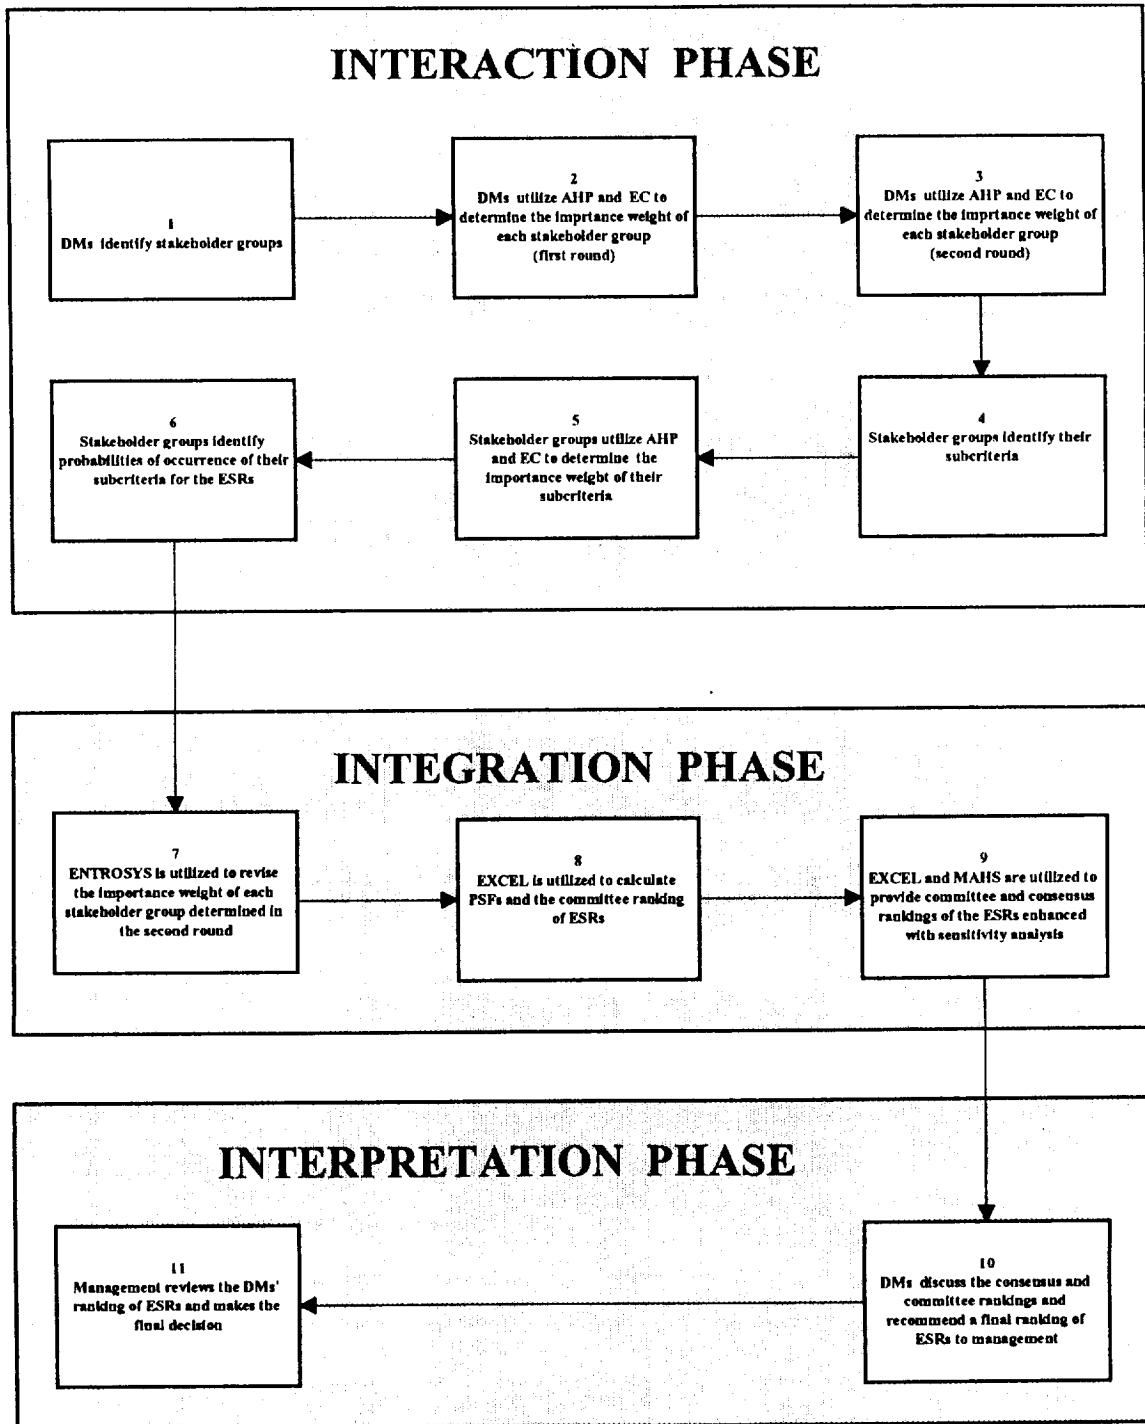 INTERACTION PHASE
1
DMs identify stakeholder groups
2
DMs utilize AHP and EC to
determine the imprtance weight of
each stakeholder group
(first round)
3
DMs utilize AHP and EC to
determine the imprtance weight of
each stakeholder group
(second round)
4
Stakeholder groups identify their
subcriteria
5
Stakeholder groups utilize AHP
and EC to determine the
importance weight of their
subcriteria
6
Stakeholder groups identify
probabilities of occurrence of their
subcriteria for the ESRs
INTEGRATION PHASE
7
ENTROSYS is utilized to revise
the importance weight of each
stakeholder group determined in
the second round
8
EXCEL is utilized to calculate
PSFs and the committee ranking
of ESRs
9
EXCEL and MAHS are utilized to
provide committee and consensus
rankings of the ESRs enhanced
with sensitivity analysis
INTERPRETATION PHASE
10
DMs discuss the consensus and
committee rankings and
recommend a final ranking of
ESRs to management
11
Management reviews the DMs'
ranking of ESRs and makes the
final decision